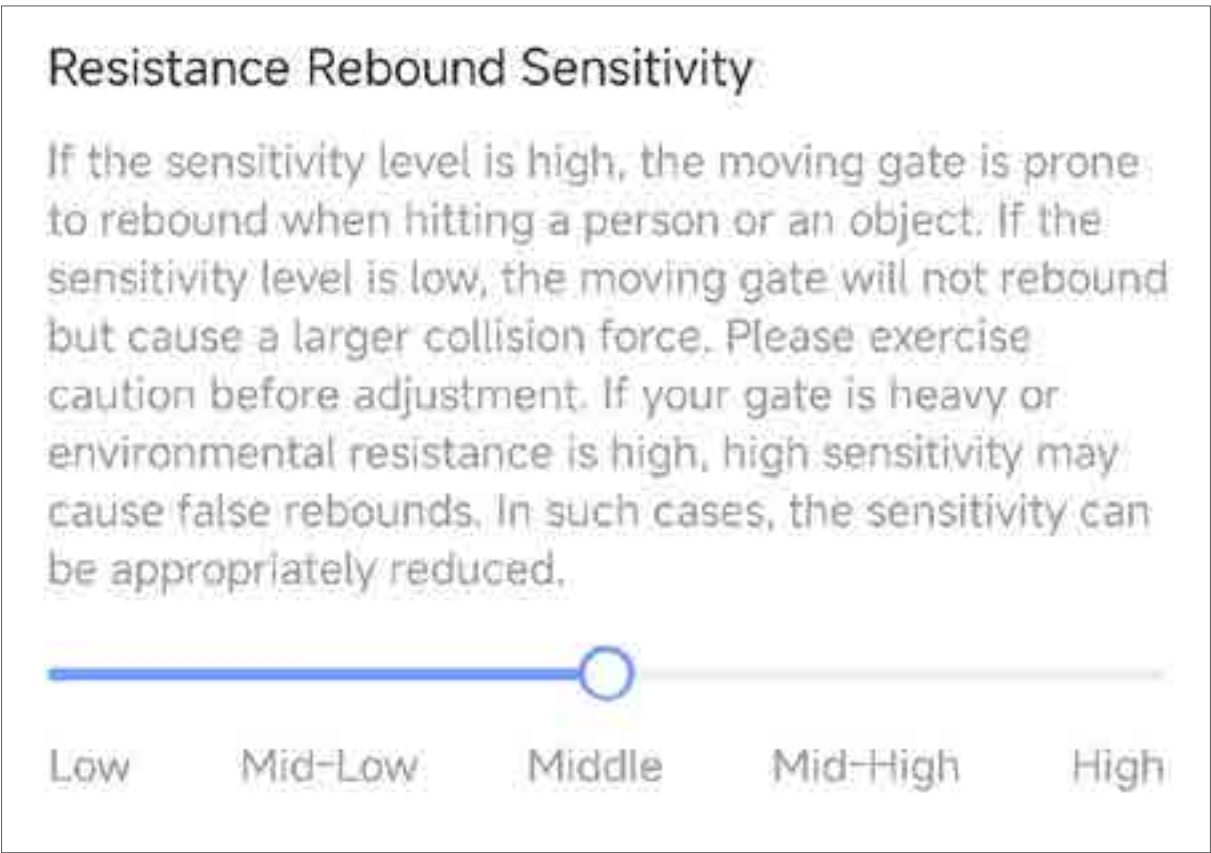 Resistance Rebound Sensitivity
If the sensitivity level is high, the moving gate is prone
to rebound when hitting a person or an object. If the
sensitivity level is low, the moving gate will not rebound
but cause a larger collision force. Please exercise
caution before adjustment. If your gate is heavy or
environmental resistance is high, high sensitivity may
cause false rebounds. In such cases, the sensitivity can
be appropriately reduced.
Low Mid-Low Middle Mid-High High